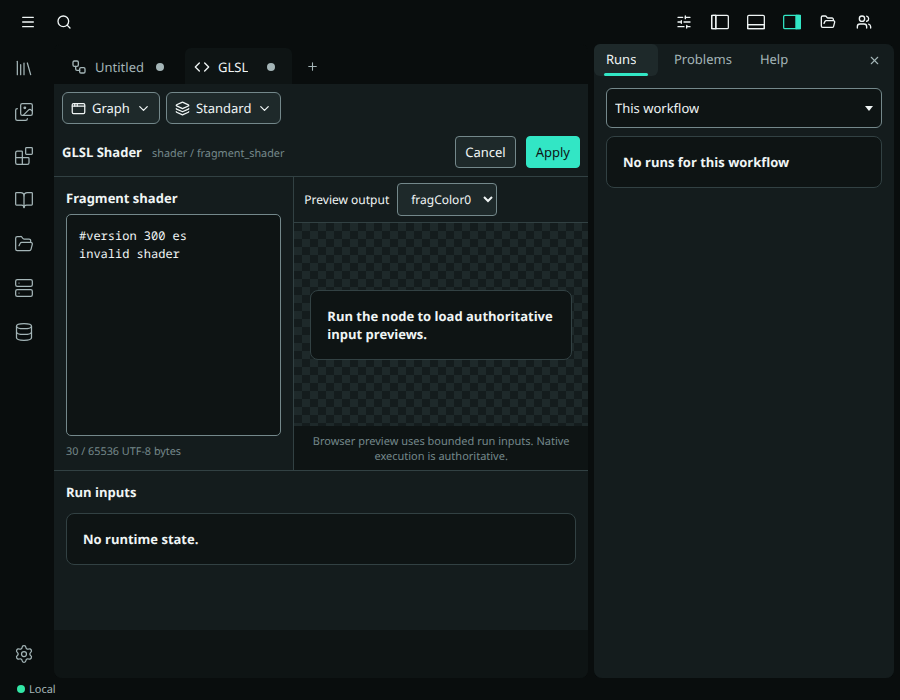 Untitled
GLSL
Runs
Problems
Help
Graph
Standard
This workflow
GLSL Shader
shader / fragment_shader
Cancel
Apply
No runs for this workflow
Fragment shader
Preview output
fragColor0
#version 300 es
invalid shader
Run the node to load authoritative
input previews.
30 / 65536 UTF-8 bytes
Browser preview uses bounded run inputs. Native
execution is authoritative.
Run inputs
No runtime state.
Local